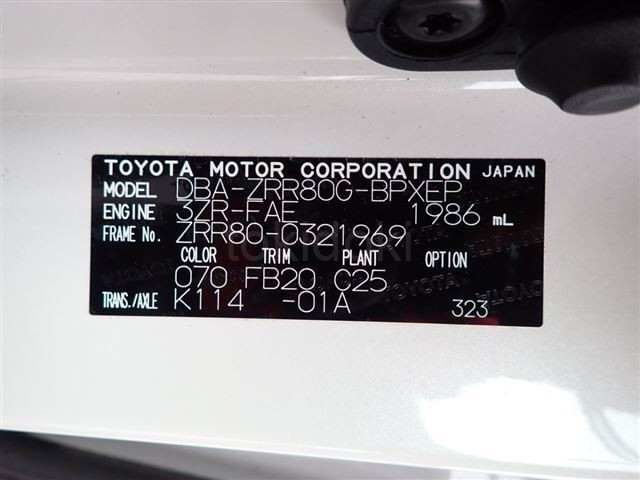 TOYOTA MOTOR CORPORATION JAPAN
MODEL DBA-ZRR80G-BPXEP
ENGINE 3ZR-FAE 1986 mL
FRAME No. ZRR80-0321969
COLOR TRIM PLANT OPTION
070 FB20 C25
TRANS./AXLE K114 -01A 323
TOYOTA